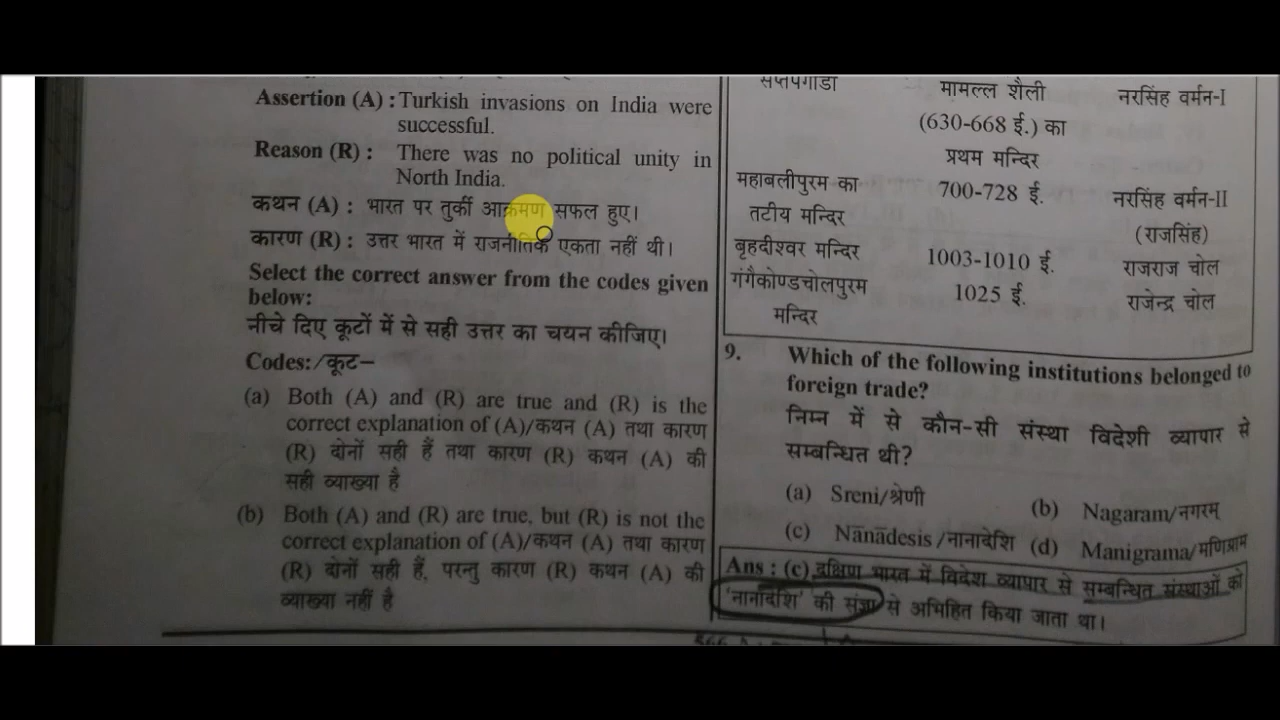 Assertion (A) : Turkish invasions on India were
successful.
Reason (R) : There was no political unity in
North India.
कथन (A) : भारत पर तुर्की आक्रमण सफल हुए।
कारण (R) : उत्तर भारत में राजनीतिक एकता नहीं थी।
Select the correct answer from the codes given
below:
नीचे दिए कूटों में से सही उत्तर का चयन कीजिए।
Codes:/कूट–
(a) Both (A) and (R) are true and (R) is the
correct explanation of (A)/कथन (A) तथा कारण
(R) दोनों सही हैं तथा कारण (R) कथन (A) की
सही व्याख्या है
(b) Both (A) and (R) are true, but (R) is not the
correct explanation of (A)/कथन (A) तथा कारण
(R) दोनों सही हैं, परन्तु कारण (R) कथन (A) की
व्याख्या नहीं है
सप्तपगोडा मामल्ल शैली नरसिंह वर्मन-I
(630-668 ई.) का
प्रथम मन्दिर
महाबलीपुरम का 700-728 ई. नरसिंह वर्मन-II
तटीय मन्दिर (राजसिंह)
बृहदीश्वर मन्दिर 1003-1010 ई. राजराज चोल
गंगैकोण्डचोलपुरम 1025 ई. राजेन्द्र चोल
मन्दिर
9. Which of the following institutions belonged to
foreign trade?
निम्न में से कौन-सी संस्था विदेशी व्यापार से
सम्बन्धित थी?
(a) Sreni/श्रेणी (b) Nagaram/नगरम्
(c) Nānādesis/नानादेशि (d) Manigrama/मणिग्राम
Ans : (c) दक्षिण भारत में विदेश व्यापार से सम्बन्धित संस्थाओं को
'नानादेशि' की संज्ञा से अभिहित किया जाता था।